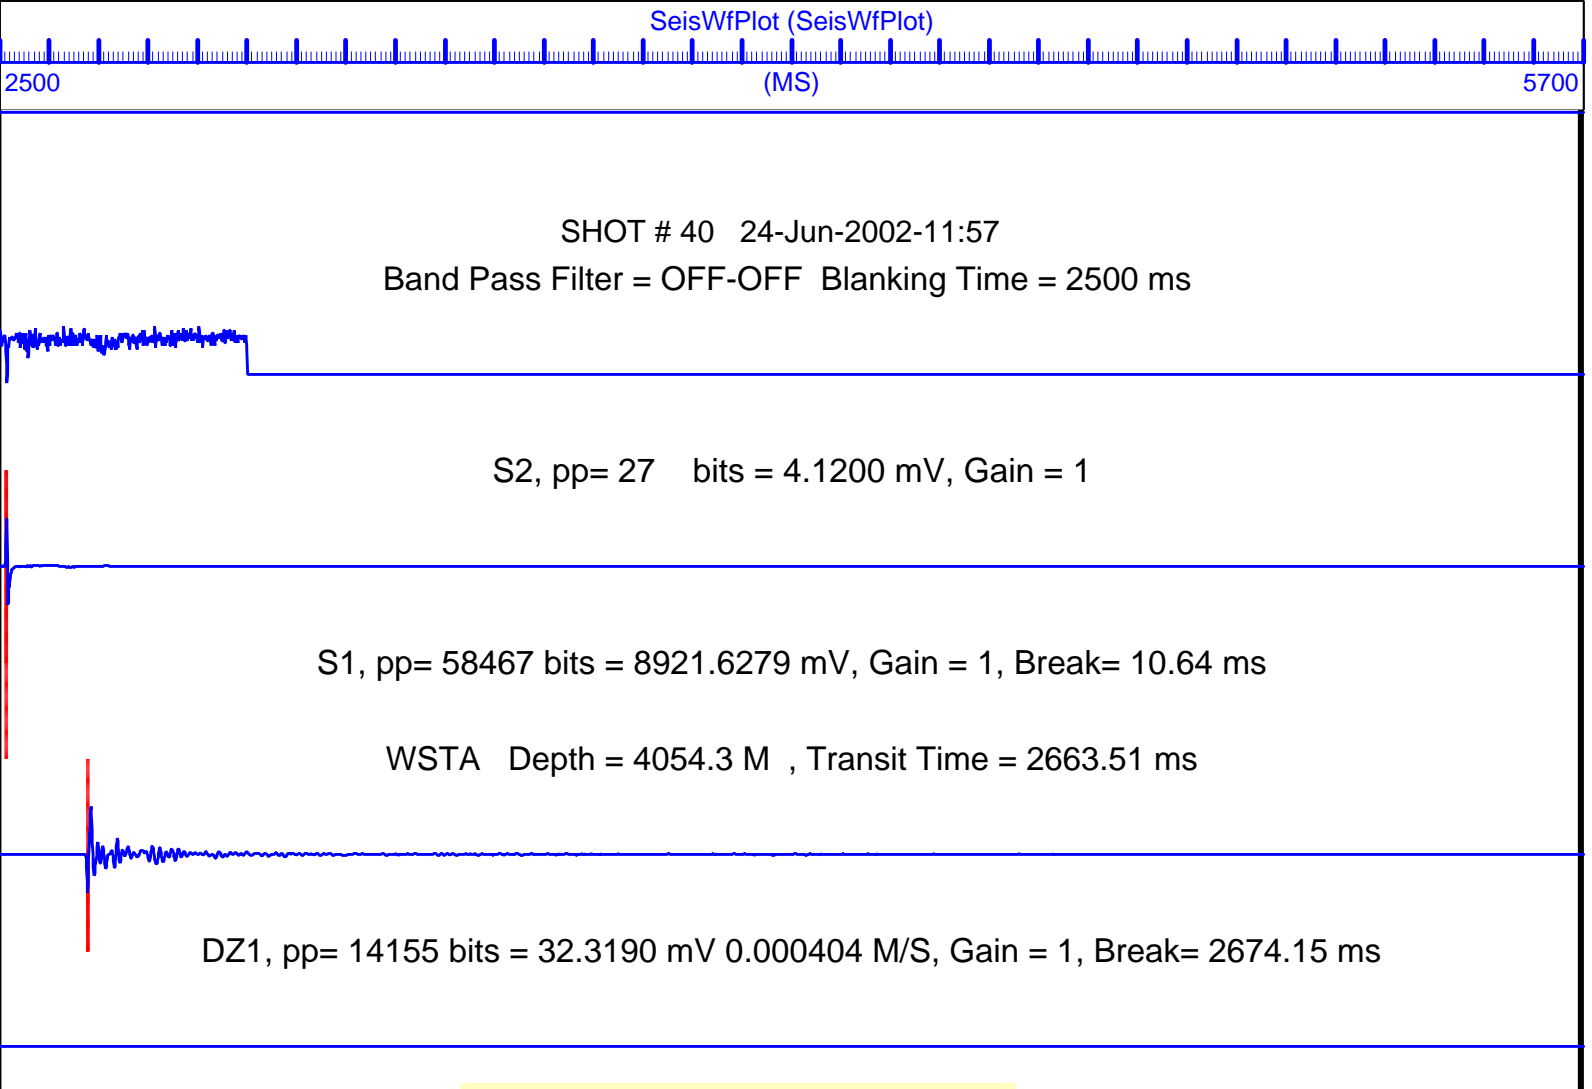 SeisWfPlot (SeisWfPlot)
2500 (MS) 5700
SHOT # 40 24-Jun-2002-11:57
Band Pass Filter = OFF-OFF Blanking Time = 2500 ms
S2, pp= 27 bits = 4.1200 mV, Gain = 1
S1, pp= 58467 bits = 8921.6279 mV, Gain = 1, Break= 10.64 ms
WSTA Depth = 4054.3 M , Transit Time = 2663.51 ms
DZ1, pp= 14155 bits = 32.3190 mV 0.000404 M/S, Gain = 1, Break= 2674.15 ms